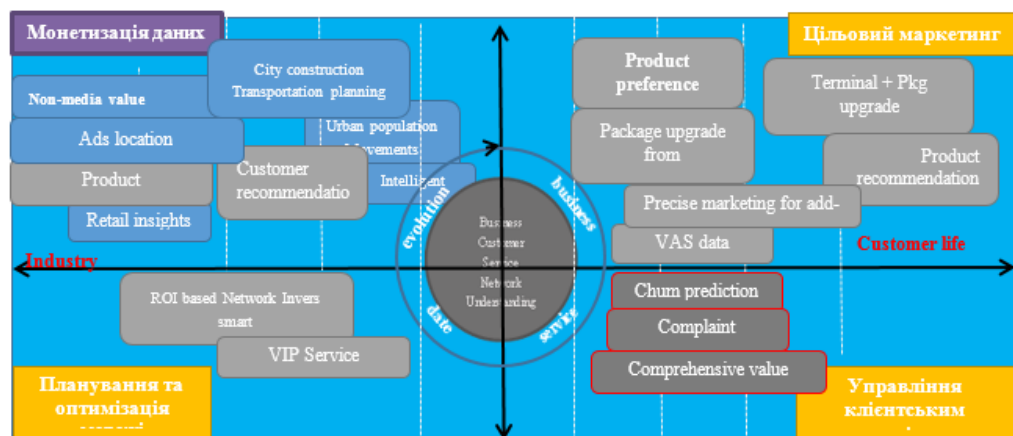 Монетизація даних
Цільовий маркетинг
City construction
Transportation planning
Non-media value
Ads location
Urban population
Movements
Product
Customer
recommendatio
Intelligent
Retail insights
Product
preference
Terminal + Pkg
upgrade
Package upgrade
from
Product
recommendation
Precise marketing for add-
VAS data
evolution
business
Business
Customer
Service
Network
Understanding
date
service
Industry
Customer life
ROI based Network Invers
smart
VIP Service
Chum prediction
Complaint
Comprehensive value
Планування та
оптимізація
Управління
клієнтським